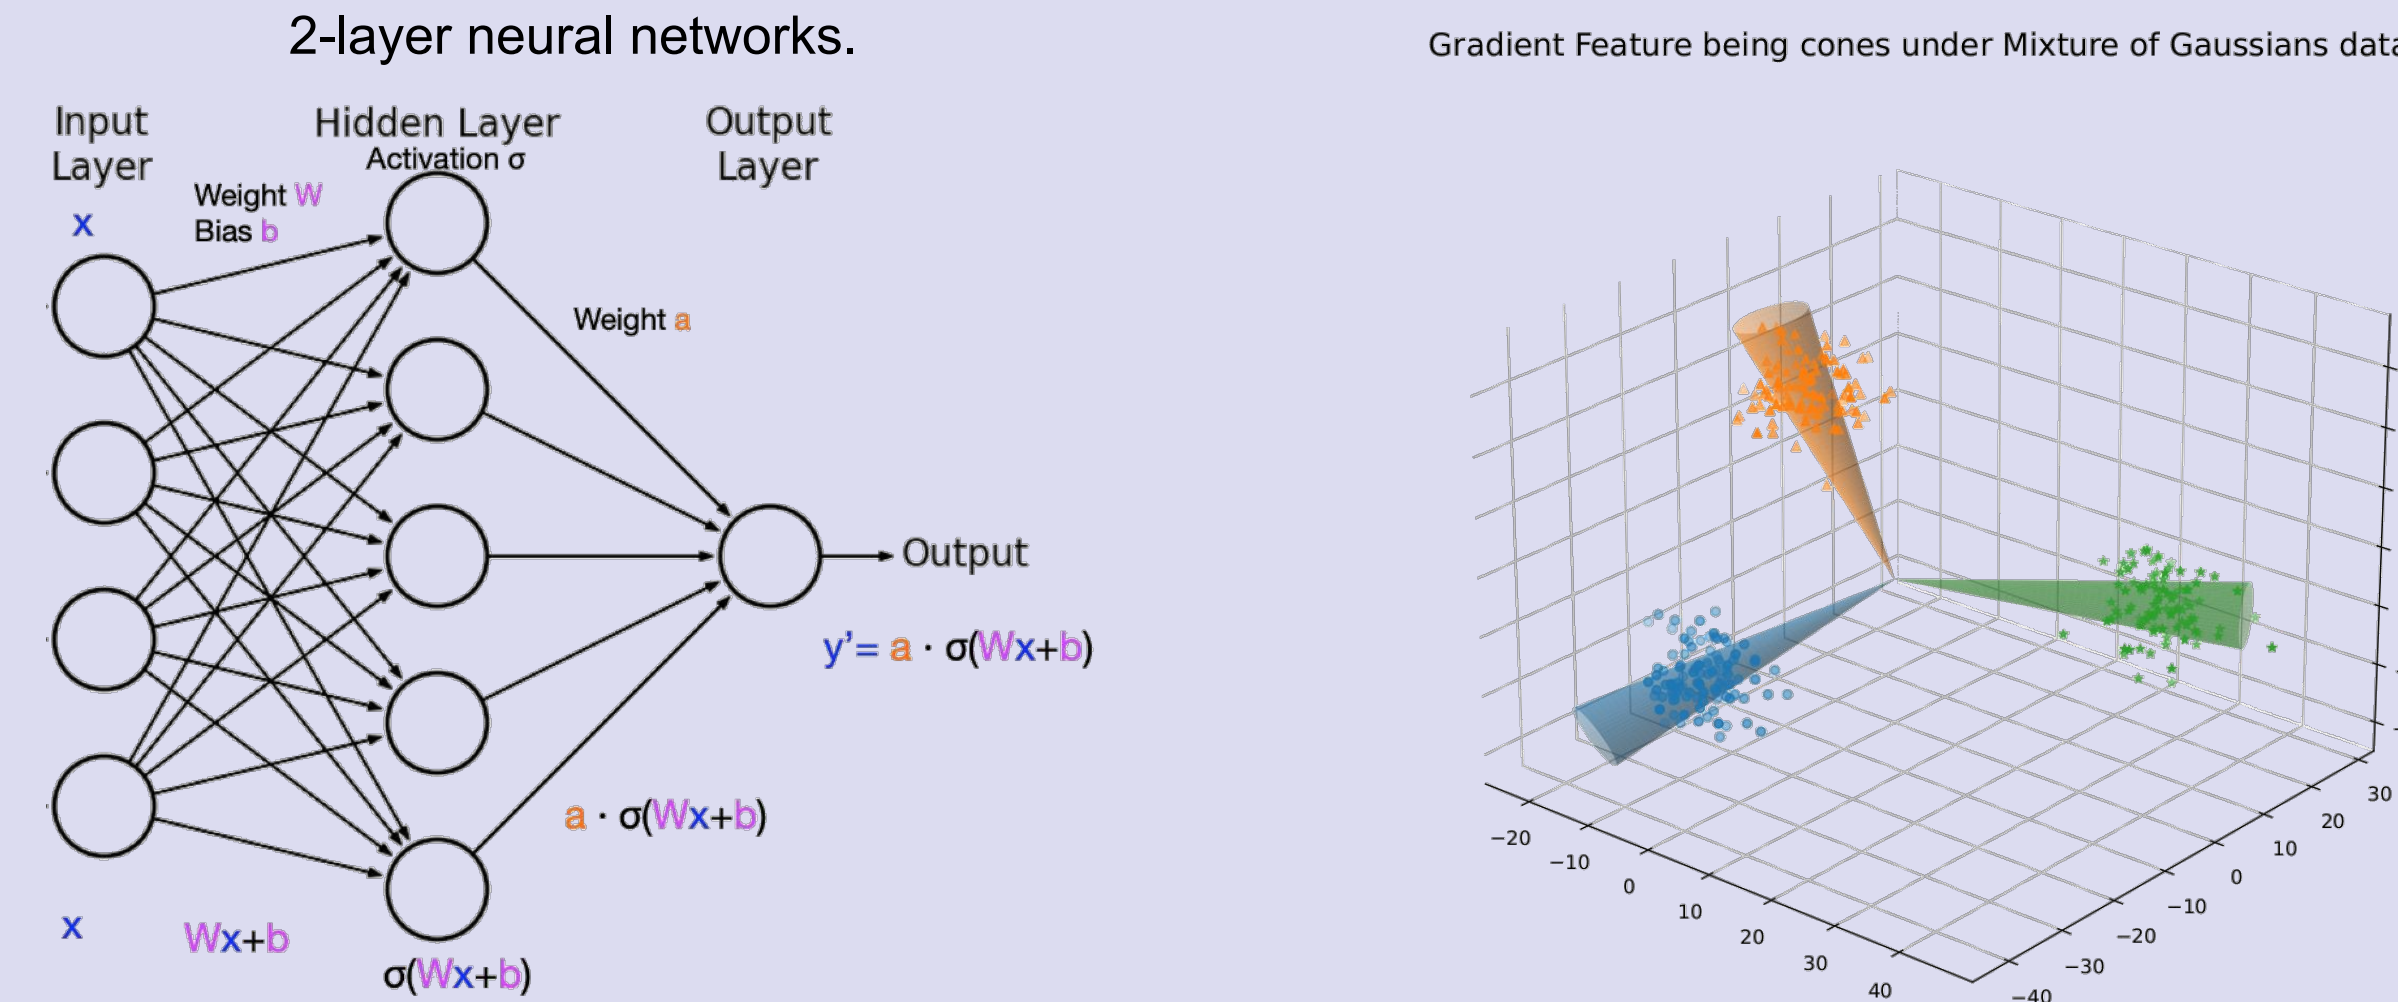 2-layer neural networks.
Input
Layer
Hidden Layer
Activation σ
Output
Layer
x
Weight W
Bias b
Weight a
Output
y'= a · σ(Wx+b)
a · σ(Wx+b)
x
Wx+b
σ(Wx+b)
Gradient Feature being cones under Mixture of Gaussians data
−20
−10
0
10
20
30
40
−40
−30
−20
−10
0
10
20
30